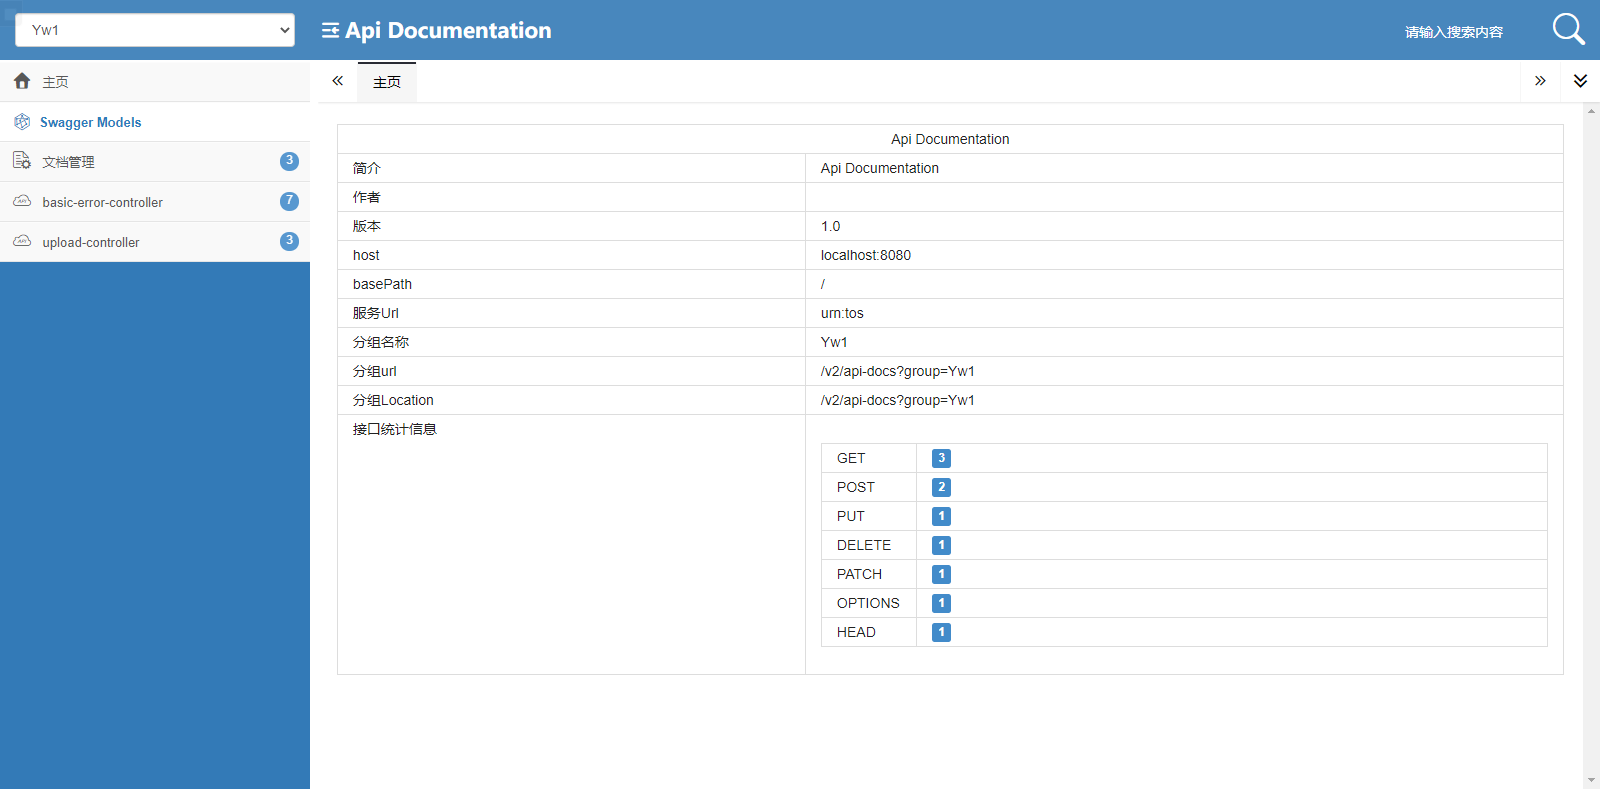 Yw1
Api Documentation
请输入搜索内容
主页
Swagger Models
文档管理 3
basic-error-controller 7
upload-controller 3
主页
Api Documentation
简介 Api Documentation
作者
版本 1.0
host localhost:8080
basePath /
服务Url urn:tos
分组名称 Yw1
分组url /v2/api-docs?group=Yw1
分组Location /v2/api-docs?group=Yw1
接口统计信息
GET 3
POST 2
PUT 1
DELETE 1
PATCH 1
OPTIONS 1
HEAD 1